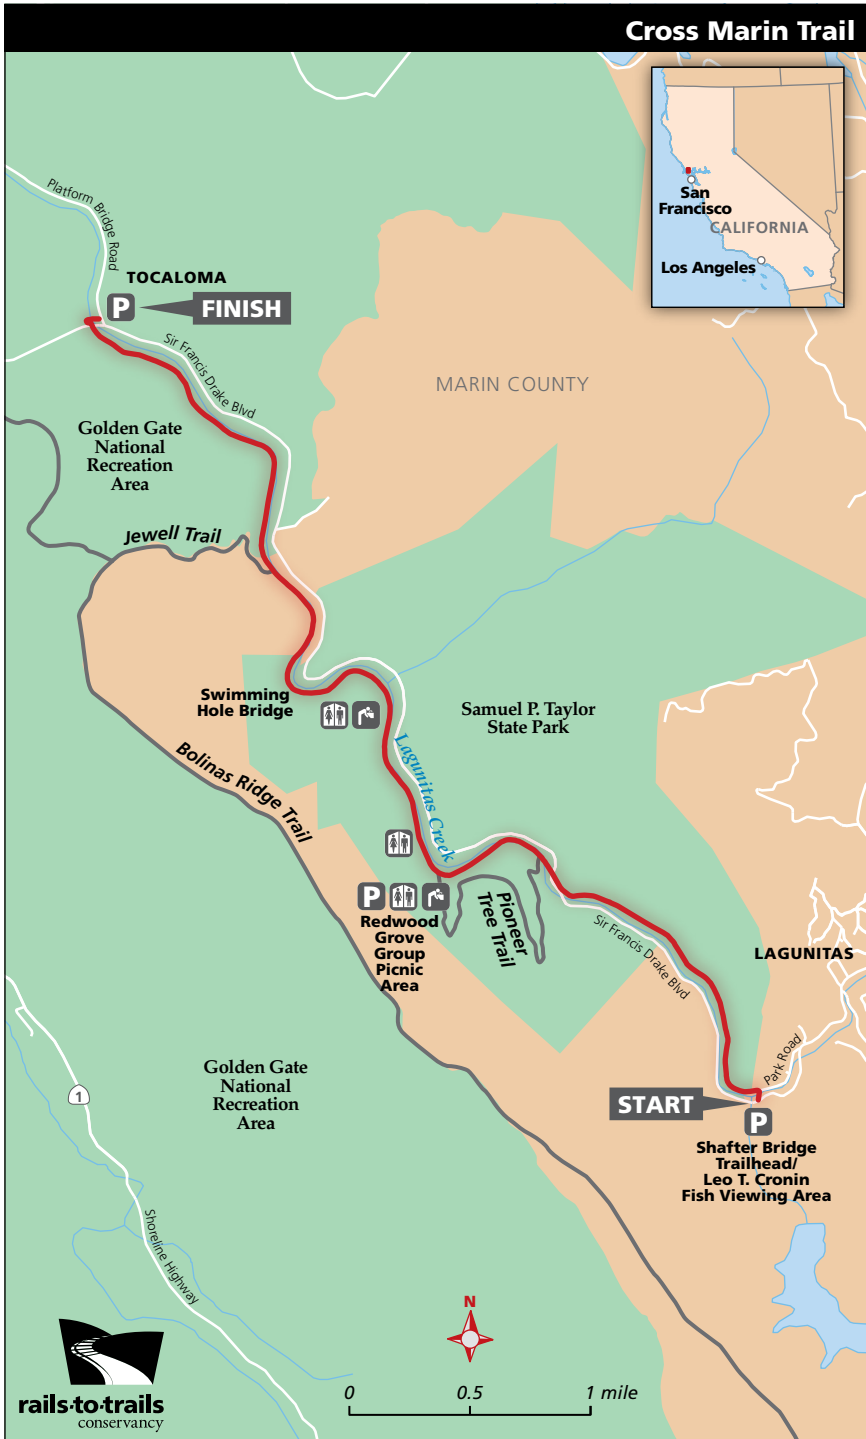 Cross Marin Trail
San
Francisco
CALIFORNIA
Los Angeles
Platform Bridge Road
TOCALOMA
P
FINISH
Sir Francis Drake Blvd
MARIN COUNTY
Golden Gate
National
Recreation
Area
Jewell Trail
Swimming
Hole Bridge
Samuel P. Taylor
State Park
Lagunitas Creek
Bolinas Ridge Trail
P
Redwood
Grove
Group
Picnic
Area
Pioneer
Tree Trail
Sir Francis Drake Blvd
LAGUNITAS
Park Road
START
P
Shafter Bridge
Trailhead/
Leo T. Cronin
Fish Viewing Area
Golden Gate
National
Recreation
Area
1
Shoreline Highway
N
0 0.5 1 mile
rails-to-trails
conservancy